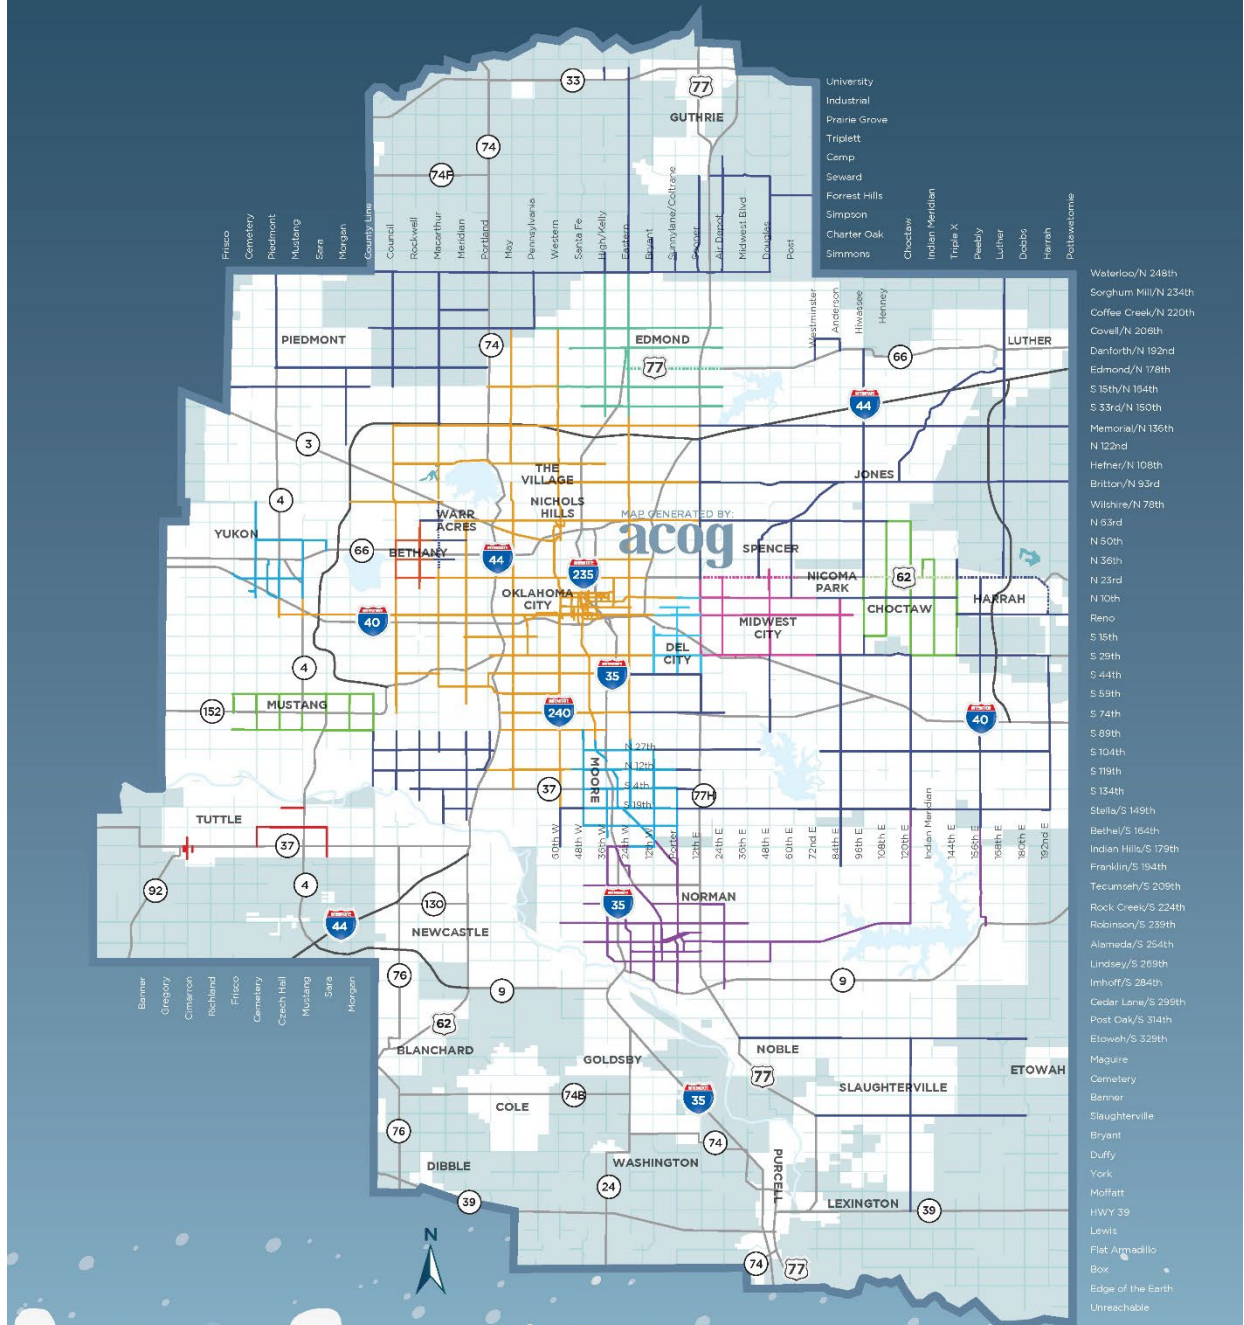 33
77
GUTHRIE
74
74F
University
Industrial
Prairie Grove
Triplett
Camp
Seward
Forrest Hills
Simpson
Charter Oak
Simmons
Frisco
Cemetery
Piedmont
Mustang
Sara
Morgan
County Line
Council
Rockwell
Macarthur
Meridian
Portland
May
Pennsylvania
Western
Santa Fe
High/Kelly
Eastern
Bryant
Sunnylane/Coltrane
Sooner
Air Depot
Midwest Blvd
Douglas
Post
Westminster
Anderson
Hiwassee
Henney
Choctaw
Indian Meridian
Triple X
Peebly
Luther
Dobbs
Harrah
Pottawatomie
Waterloo/N 248th
Sorghum Mill/N 234th
Coffee Creek/N 220th
Covell/N 206th
Danforth/N 192nd
Edmond/N 178th
S 15th/N 164th
S 33rd/N 150th
Memorial/N 136th
N 122nd
Hefner/N 108th
Britton/N 93rd
Wilshire/N 78th
N 63rd
N 50th
N 36th
N 23rd
N 10th
Reno
S 15th
S 29th
S 44th
S 59th
S 74th
S 89th
S 104th
S 119th
S 134th
Stella/S 149th
Bethel/S 164th
Indian Hills/S 179th
Franklin/S 194th
Tecumseh/S 209th
Rock Creek/S 224th
Robinson/S 239th
Alameda/S 254th
Lindsey/S 269th
Imhoff/S 284th
Cedar Lane/S 299th
Post Oak/S 314th
Etowah/S 329th
Maguire
Cemetery
Banner
Slaughterville
Bryant
Duffy
York
Moffatt
HWY 39
Lewis
Flat Armadillo
Box
Edge of the Earth
Unreachable
PIEDMONT
74
EDMOND
77
66
LUTHER
INTERSTATE
44
3
4
THE
VILLAGE
NICHOLS
HILLS
WARR
ACRES
JONES
MAP GENERATED BY:
acog
YUKON
66
BETHANY
INTERSTATE
44
SPENCER
INTERSTATE
235
NICOMA
PARK
62
OKLAHOMA
CITY
CHOCTAW
HARRAH
INTERSTATE
40
MIDWEST
CITY
DEL
CITY
4
INTERSTATE
35
152
MUSTANG
INTERSTATE
240
INTERSTATE
40
N 27th
N 12th
S 4th
S 19th
MOORE
37
77H
TUTTLE
37
60th W
48th W
36th W
24th W
12th W
Porter
12th E
24th E
36th E
48th E
60th E
72nd E
84th E
96th E
108th E
120th E
Indian Meridian
144th E
156th E
168th E
180th E
192nd E
92
4
130
NEWCASTLE
INTERSTATE
44
INTERSTATE
35
NORMAN
76
9
9
Banner
Gregory
Cimarron
Richland
Frisco
Cemetery
Czech Hall
Mustang
Sara
Morgan
62
BLANCHARD
GOLDSBY
NOBLE
77
ETOWAH
SLAUGHTERVILLE
COLE
74B
INTERSTATE
35
76
74
DIBBLE
WASHINGTON
PURCELL
24
39
LEXINGTON
39
N
74
77